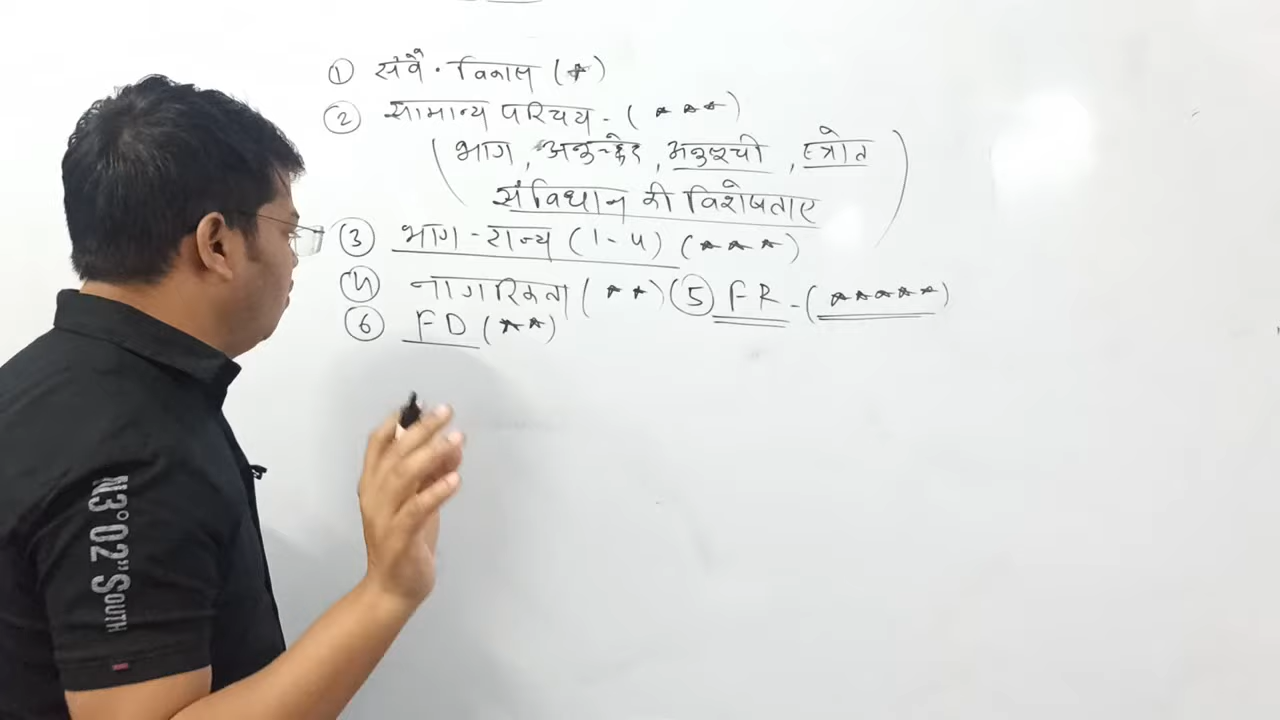 ① संवै. विकास (★)
② सामान्य परिचय - (★★★)
(भाग, अनुच्छेद, अनुसूची, स्त्रोत
संविधान की विशेषताए)
③ भाग - राज्य (1-4) (★★★)
④ नागरिकता (★★) ⑤ FR - (★★★★★)
⑥ FD (★★)
N3°02" SOUTH